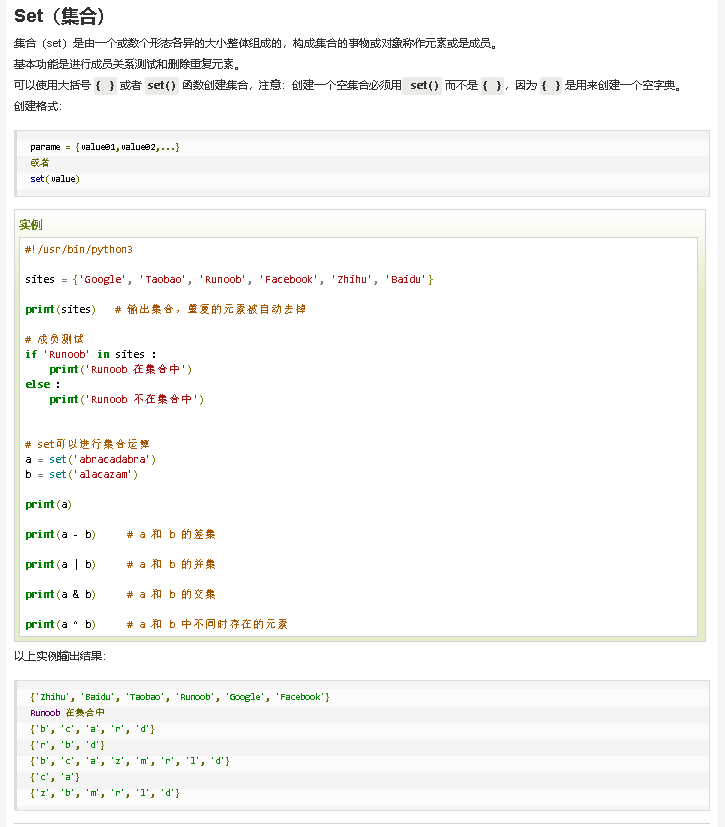 Set（集合）
集合（set）是由一个或数个形态各异的大小整体组成的，构成集合的事物或对象称作元素或是成员。
基本功能是进行成员关系测试和删除重复元素。
可以使用大括号 { } 或者 set() 函数创建集合，注意：创建一个空集合必须用 set() 而不是 { }，因为 { } 是用来创建一个空字典。
创建格式：
parame = {value01,value02,...}
或者
set(value)
实例
#!/usr/bin/python3
sites = {'Google', 'Taobao', 'Runoob', 'Facebook', 'Zhihu', 'Baidu'}
print(sites)   # 输出集合，重复的元素被自动去掉
# 成员测试
if 'Runoob' in sites :
    print('Runoob 在集合中')
else :
    print('Runoob 不在集合中')
# set可以进行集合运算
a = set('abracadabra')
b = set('alacazam')
print(a)
print(a - b)     # a 和 b 的差集
print(a | b)     # a 和 b 的并集
print(a & b)     # a 和 b 的交集
print(a ^ b)     # a 和 b 中不同时存在的元素
以上实例输出结果：
{'Zhihu', 'Baidu', 'Taobao', 'Runoob', 'Google', 'Facebook'}
Runoob 在集合中
{'b', 'c', 'a', 'r', 'd'}
{'r', 'b', 'd'}
{'b', 'c', 'a', 'z', 'm', 'r', 'l', 'd'}
{'c', 'a'}
{'z', 'b', 'm', 'r', 'l', 'd'}